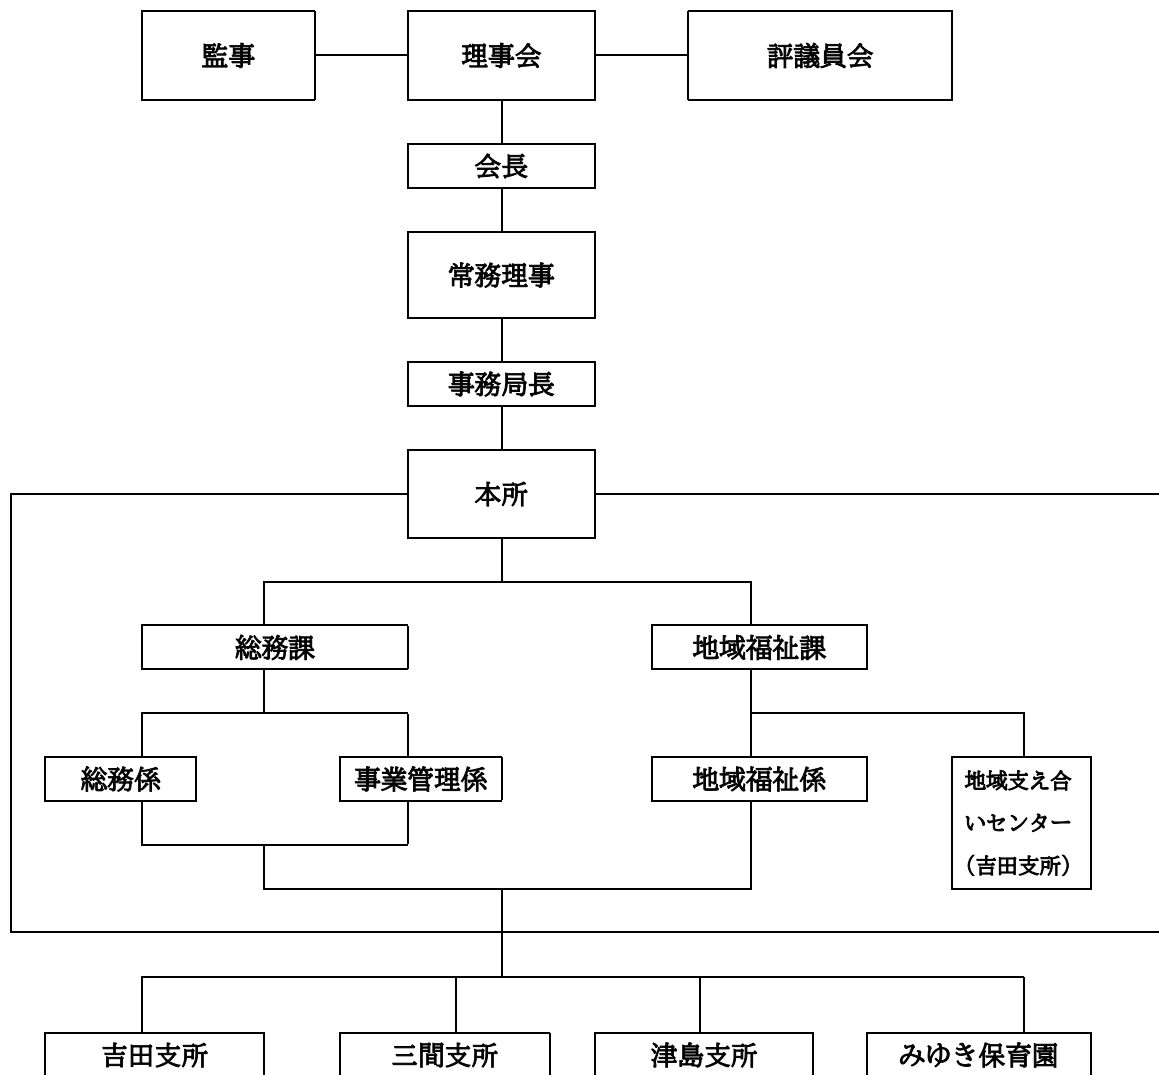 監事
理事会
評議員会
会長
常務理事
事務局長
本所
総務課
地域福祉課
総務係
事業管理係
地域福祉係
地域支え合
いセンター
（吉田支所）
吉田支所
三間支所
津島支所
みゆき保育園